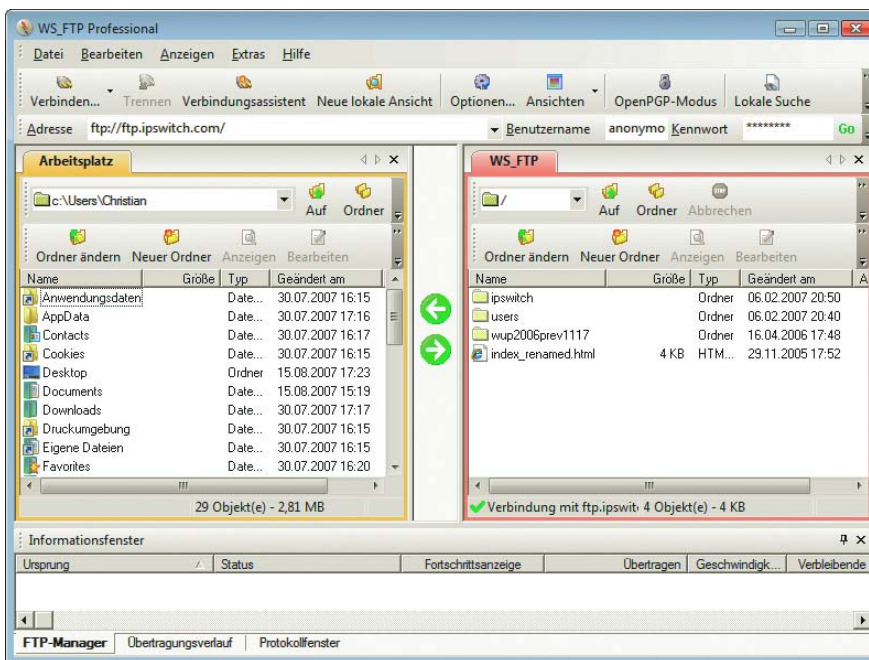 WS_FTP Professional
Datei Bearbeiten Anzeigen Extras Hilfe
Verbinden... Trennen Verbindungsassistent Neue lokale Ansicht Optionen... Ansichten OpenPGP-Modus Lokale Suche
Adresse ftp://ftp.ipswitch.com/ Benutzername anonymo Kennwort ******** Go
Arbeitsplatz
c:\Users\Christian Auf Ordner
Ordner ändern Neuer Ordner Anzeigen Bearbeiten
Name Größe Typ Geändert am
Anwendungsdaten Date... 30.07.2007 16:15
AppData Date... 30.07.2007 17:16
Contacts Date... 30.07.2007 16:17
Cookies Date... 30.07.2007 16:15
Desktop Ordner 15.08.2007 17:23
Documents Date... 15.08.2007 15:19
Downloads Date... 30.07.2007 17:17
Druckumgebung Date... 30.07.2007 16:15
Eigene Dateien Date... 30.07.2007 16:15
Favorites Date... 30.07.2007 16:20
29 Objekt(e) - 2,81 MB
WS_FTP
/ Auf Ordner Abbrechen
Ordner ändern Neuer Ordner Anzeigen Bearbeiten
Name Größe Typ Geändert am A
ipswitch Ordner 06.02.2007 20:50
users Ordner 06.02.2007 20:40
wup2006prev1117 Ordner 16.04.2006 17:48
index_renamed.html 4 KB HTM... 29.11.2005 17:52
Verbindung mit ftp.ipswit 4 Objekt(e) - 4 KB
Informationsfenster
Ursprung Status Fortschrittsanzeige Übertragen Geschwindigk... Verbleibende
FTP-Manager Übertragungsverlauf Protokollfenster